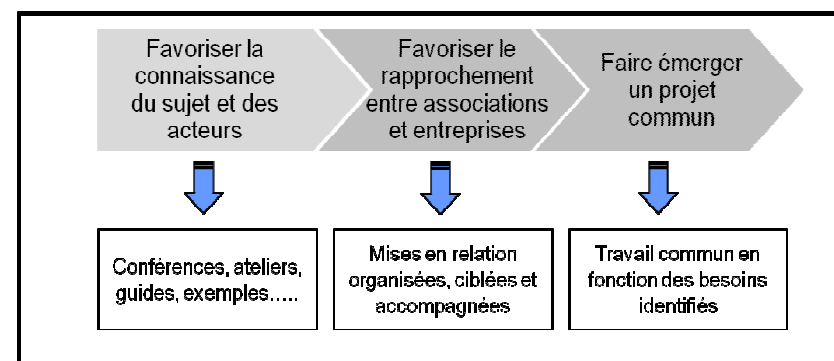 Favoriser la
connaissance
du sujet et des
acteurs
Favoriser le
rapprochement
entre associations
et entreprises
Faire émerger
un projet
commun
Conférences, ateliers,
guides, exemples.....
Mises en relation
organisées, ciblées et
accompagnées
Travail commun en
fonction des besoins
identifiés